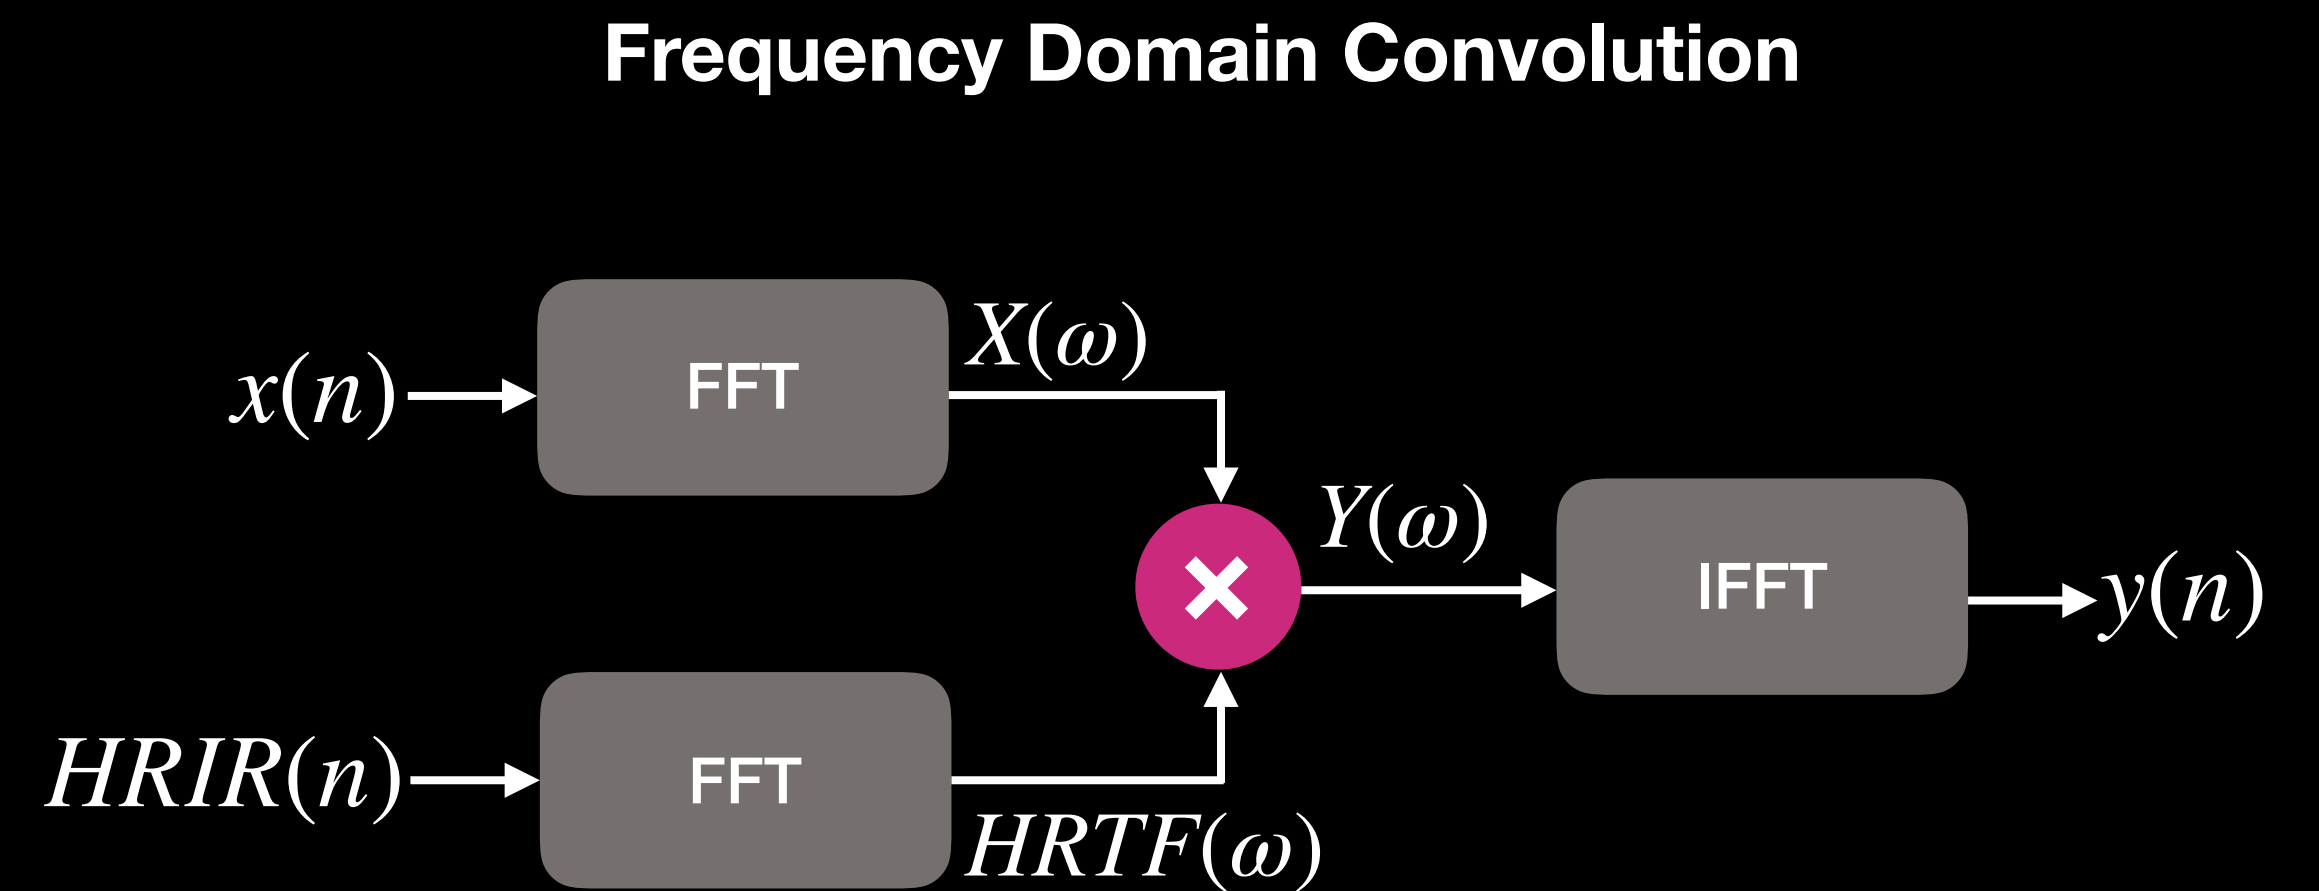 Frequency Domain Convolution
x(n)
FFT
X(ω)
Y(ω)
IFFT
y(n)
HRIR(n)
FFT
HRTF(ω)